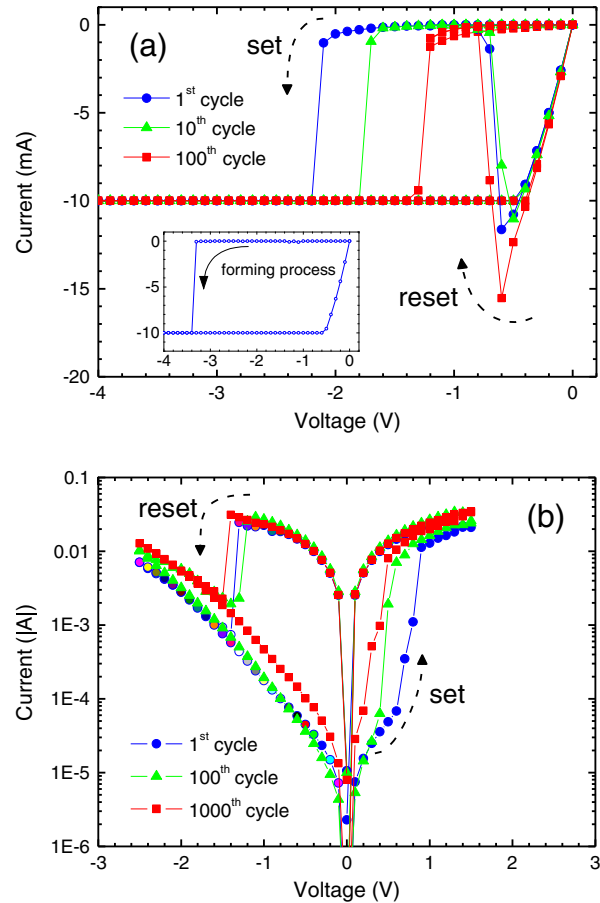 (a)
set
1st cycle
10th cycle
100th cycle
forming process
reset
0
-5
-10
-15
-20
Current (mA)
0
-5
-10
-4 -3 -2 -1 0
-4 -3 -2 -1 0
Voltage (V)
(b)
reset
set
1st cycle
100th cycle
1000th cycle
0.1
0.01
1E-3
1E-4
1E-5
1E-6
Current (|A|)
-3 -2 -1 0 1 2 3
Voltage (V)